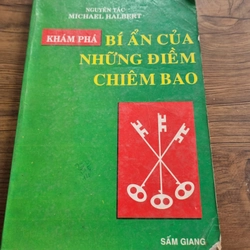 NGUYÊN TÁC
MICHAEL HALBERT
KHÁM PHÁ
BÍ ẨN CỦA
NHỮNG ĐIỀM
CHIÊM BAO
SẤM GIANG